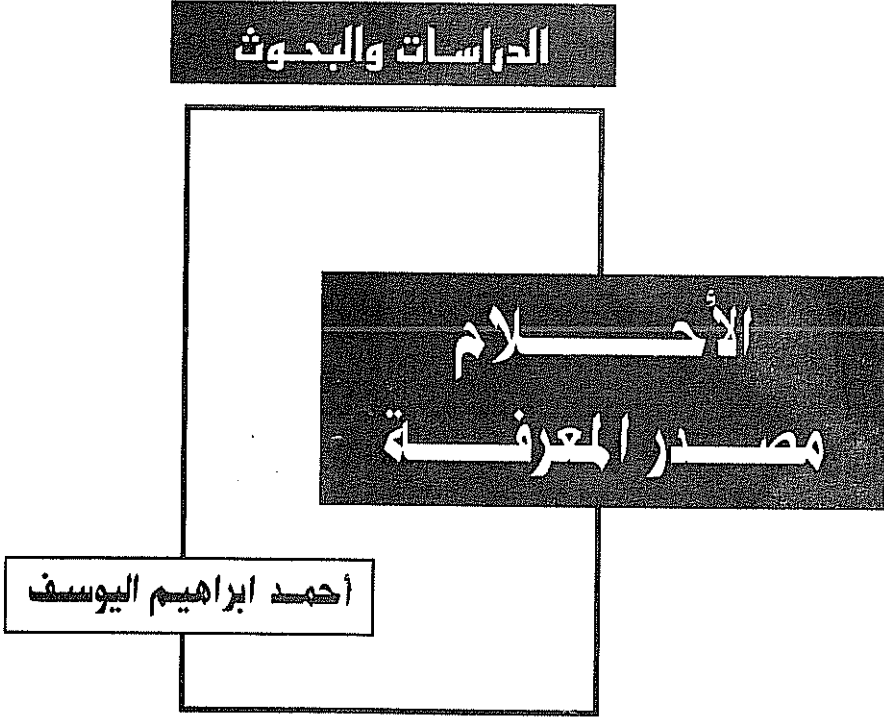 الدراسات والبحوث
الأحلام
مصدر المعرفة
أحمد ابراهيم اليوسف